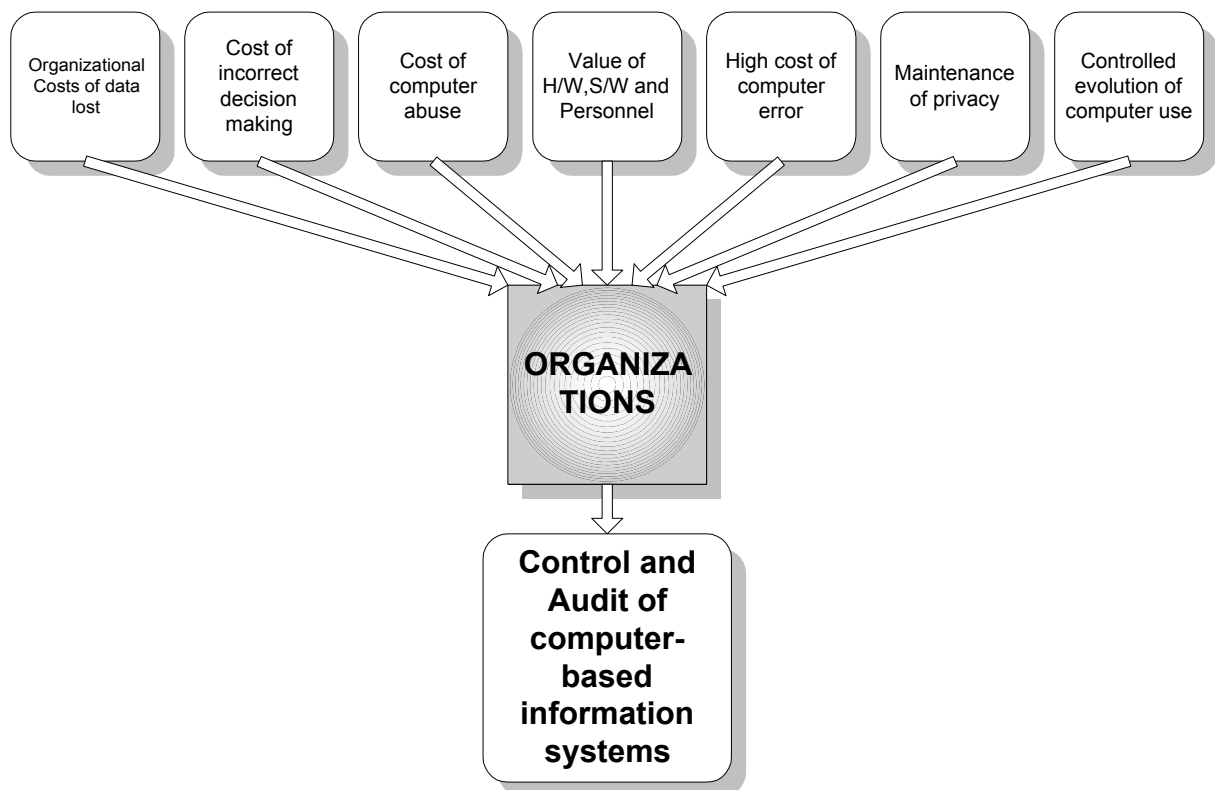 Organizational
Costs of data
lost
Cost of
incorrect
decision
making
Cost of
computer
abuse
Value of
H/W,S/W and
Personnel
High cost of
computer
error
Maintenance
of privacy
Controlled
evolution of
computer use
ORGANIZA
TIONS
Control and
Audit of
computer-
based
information
systems